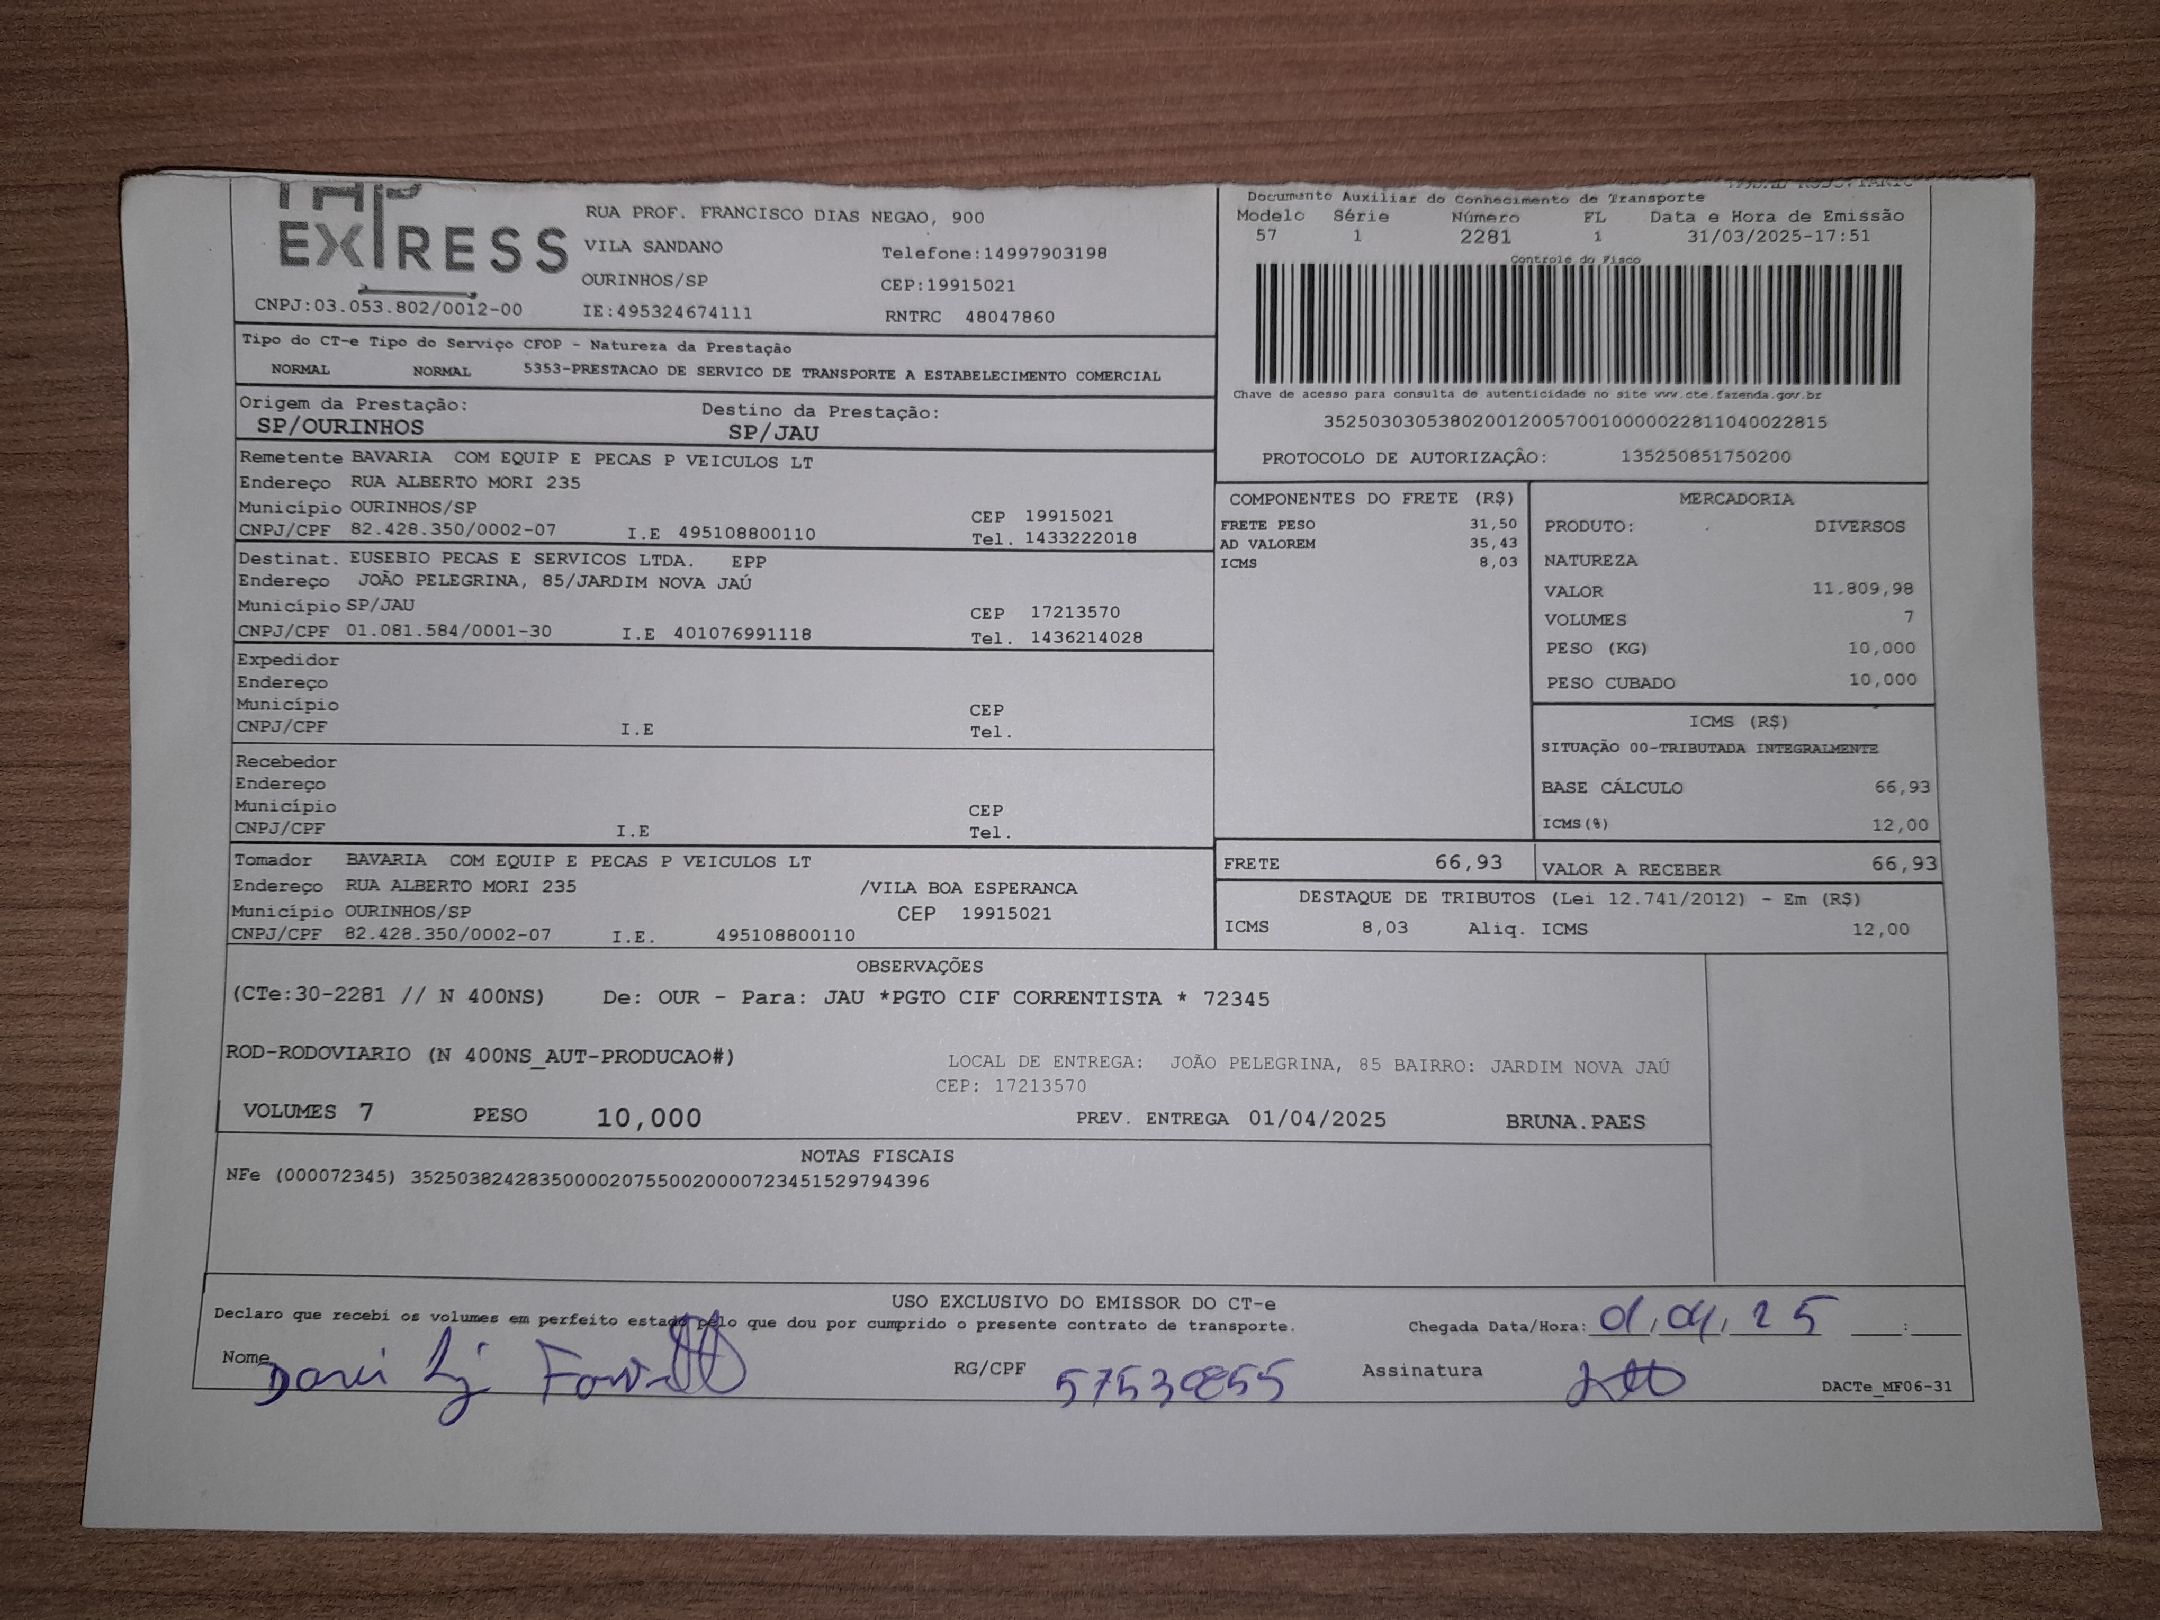 EXPRESS
RUA PROF. FRANCISCO DIAS NEGAO, 900
VILA SANDANO Telefone:14997903198
OURINHOS/SP CEP:19915021
CNPJ:03.053.802/0012-00 IE:495324674111 RNTRC 48047860
Documento Auxiliar do Conhecimento de Transporte
Modelo Série Número FL Data e Hora de Emissão
57 1 2281 1 31/03/2025-17:51
Controle do Fisco
Chave de acesso para consulta de autenticidade no site www.cte.fazenda.gov.br
35250303053802001200570010000022811040022815
PROTOCOLO DE AUTORIZAÇÃO: 135250851750200
Tipo do CT-e Tipo do Serviço CFOP - Natureza da Prestação
NORMAL NORMAL 5353-PRESTACAO DE SERVICO DE TRANSPORTE A ESTABELECIMENTO COMERCIAL
Origem da Prestação: Destino da Prestação:
SP/OURINHOS SP/JAU
Remetente BAVARIA COM EQUIP E PECAS P VEICULOS LT
Endereço RUA ALBERTO MORI 235
Município OURINHOS/SP CEP 19915021
CNPJ/CPF 82.428.350/0002-07 I.E 495108800110 Tel. 1433222018
Destinat. EUSEBIO PECAS E SERVICOS LTDA. EPP
Endereço JOÃO PELEGRINA, 85/JARDIM NOVA JAÚ
Município SP/JAU CEP 17213570
CNPJ/CPF 01.081.584/0001-30 I.E 401076991118 Tel. 1436214028
Expedidor
Endereço
Município CEP
CNPJ/CPF I.E Tel.
Recebedor
Endereço
Município CEP
CNPJ/CPF I.E Tel.
Tomador BAVARIA COM EQUIP E PECAS P VEICULOS LT
Endereço RUA ALBERTO MORI 235 /VILA BOA ESPERANCA
Município OURINHOS/SP CEP 19915021
CNPJ/CPF 82.428.350/0002-07 I.E. 495108800110
COMPONENTES DO FRETE (R$)
FRETE PESO 31,50
AD VALOREM 35,43
ICMS 8,03
MERCADORIA
PRODUTO: DIVERSOS
NATUREZA
VALOR 11.809,98
VOLUMES 7
PESO (KG) 10,000
PESO CUBADO 10,000
ICMS (R$)
SITUAÇÃO 00-TRIBUTADA INTEGRALMENTE
BASE CÁLCULO 66,93
ICMS(%) 12,00
FRETE 66,93 VALOR A RECEBER 66,93
DESTAQUE DE TRIBUTOS (Lei 12.741/2012) - Em (R$)
ICMS 8,03 Aliq. ICMS 12,00
OBSERVAÇÕES
(CTe:30-2281 // N 400NS) De: OUR - Para: JAU *PGTO CIF CORRENTISTA * 72345
ROD-RODOVIARIO (N 400NS_AUT-PRODUCAO#) LOCAL DE ENTREGA: JOÃO PELEGRINA, 85 BAIRRO: JARDIM NOVA JAÚ
CEP: 17213570
VOLUMES 7 PESO 10,000 PREV. ENTREGA 01/04/2025 BRUNA.PAES
NOTAS FISCAIS
NFe (000072345) 35250382428350000207550020000723451529794396
USO EXCLUSIVO DO EMISSOR DO CT-e
Declaro que recebi os volumes em perfeito estado pelo que dou por cumprido o presente contrato de transporte. Chegada Data/Hora: 01,04,25 :
Nome RG/CPF Assinatura
DACTe_MF06-31